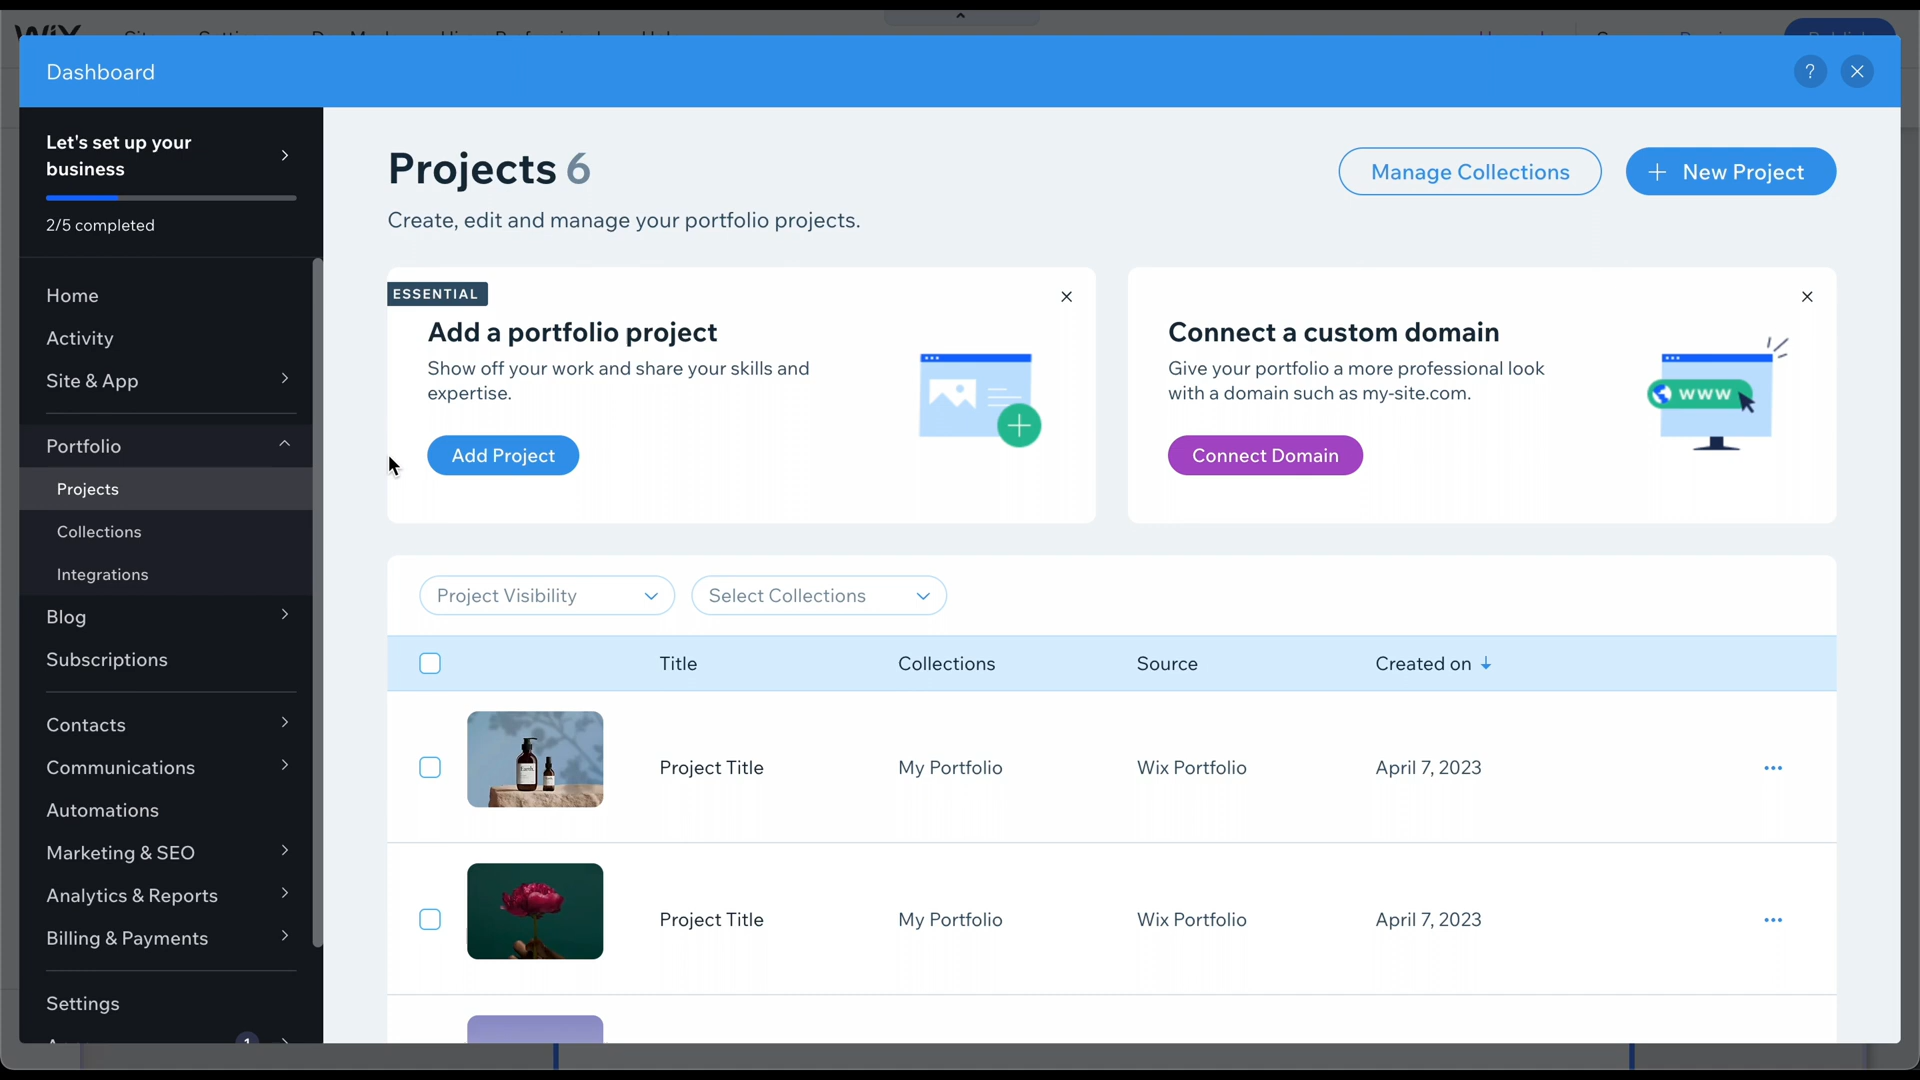 Dashboard
?
Let's set up your
business
2/5 completed
Home
Activity
Site & App
Portfolio
Projects
Collections
Integrations
Blog
Subscriptions
Contacts
Communications
Automations
Marketing & SEO
Analytics & Reports
Billing & Payments
Settings
Projects 6
Create, edit and manage your portfolio projects.
Manage Collections
+ New Project
ESSENTIAL
Add a portfolio project
Show off your work and share your skills and
expertise.
Add Project
Connect a custom domain
Give your portfolio a more professional look
with a domain such as my-site.com.
www
Connect Domain
Project Visibility
Select Collections
Title Collections Source Created on
Project Title My Portfolio Wix Portfolio April 7, 2023
Project Title My Portfolio Wix Portfolio April 7, 2023